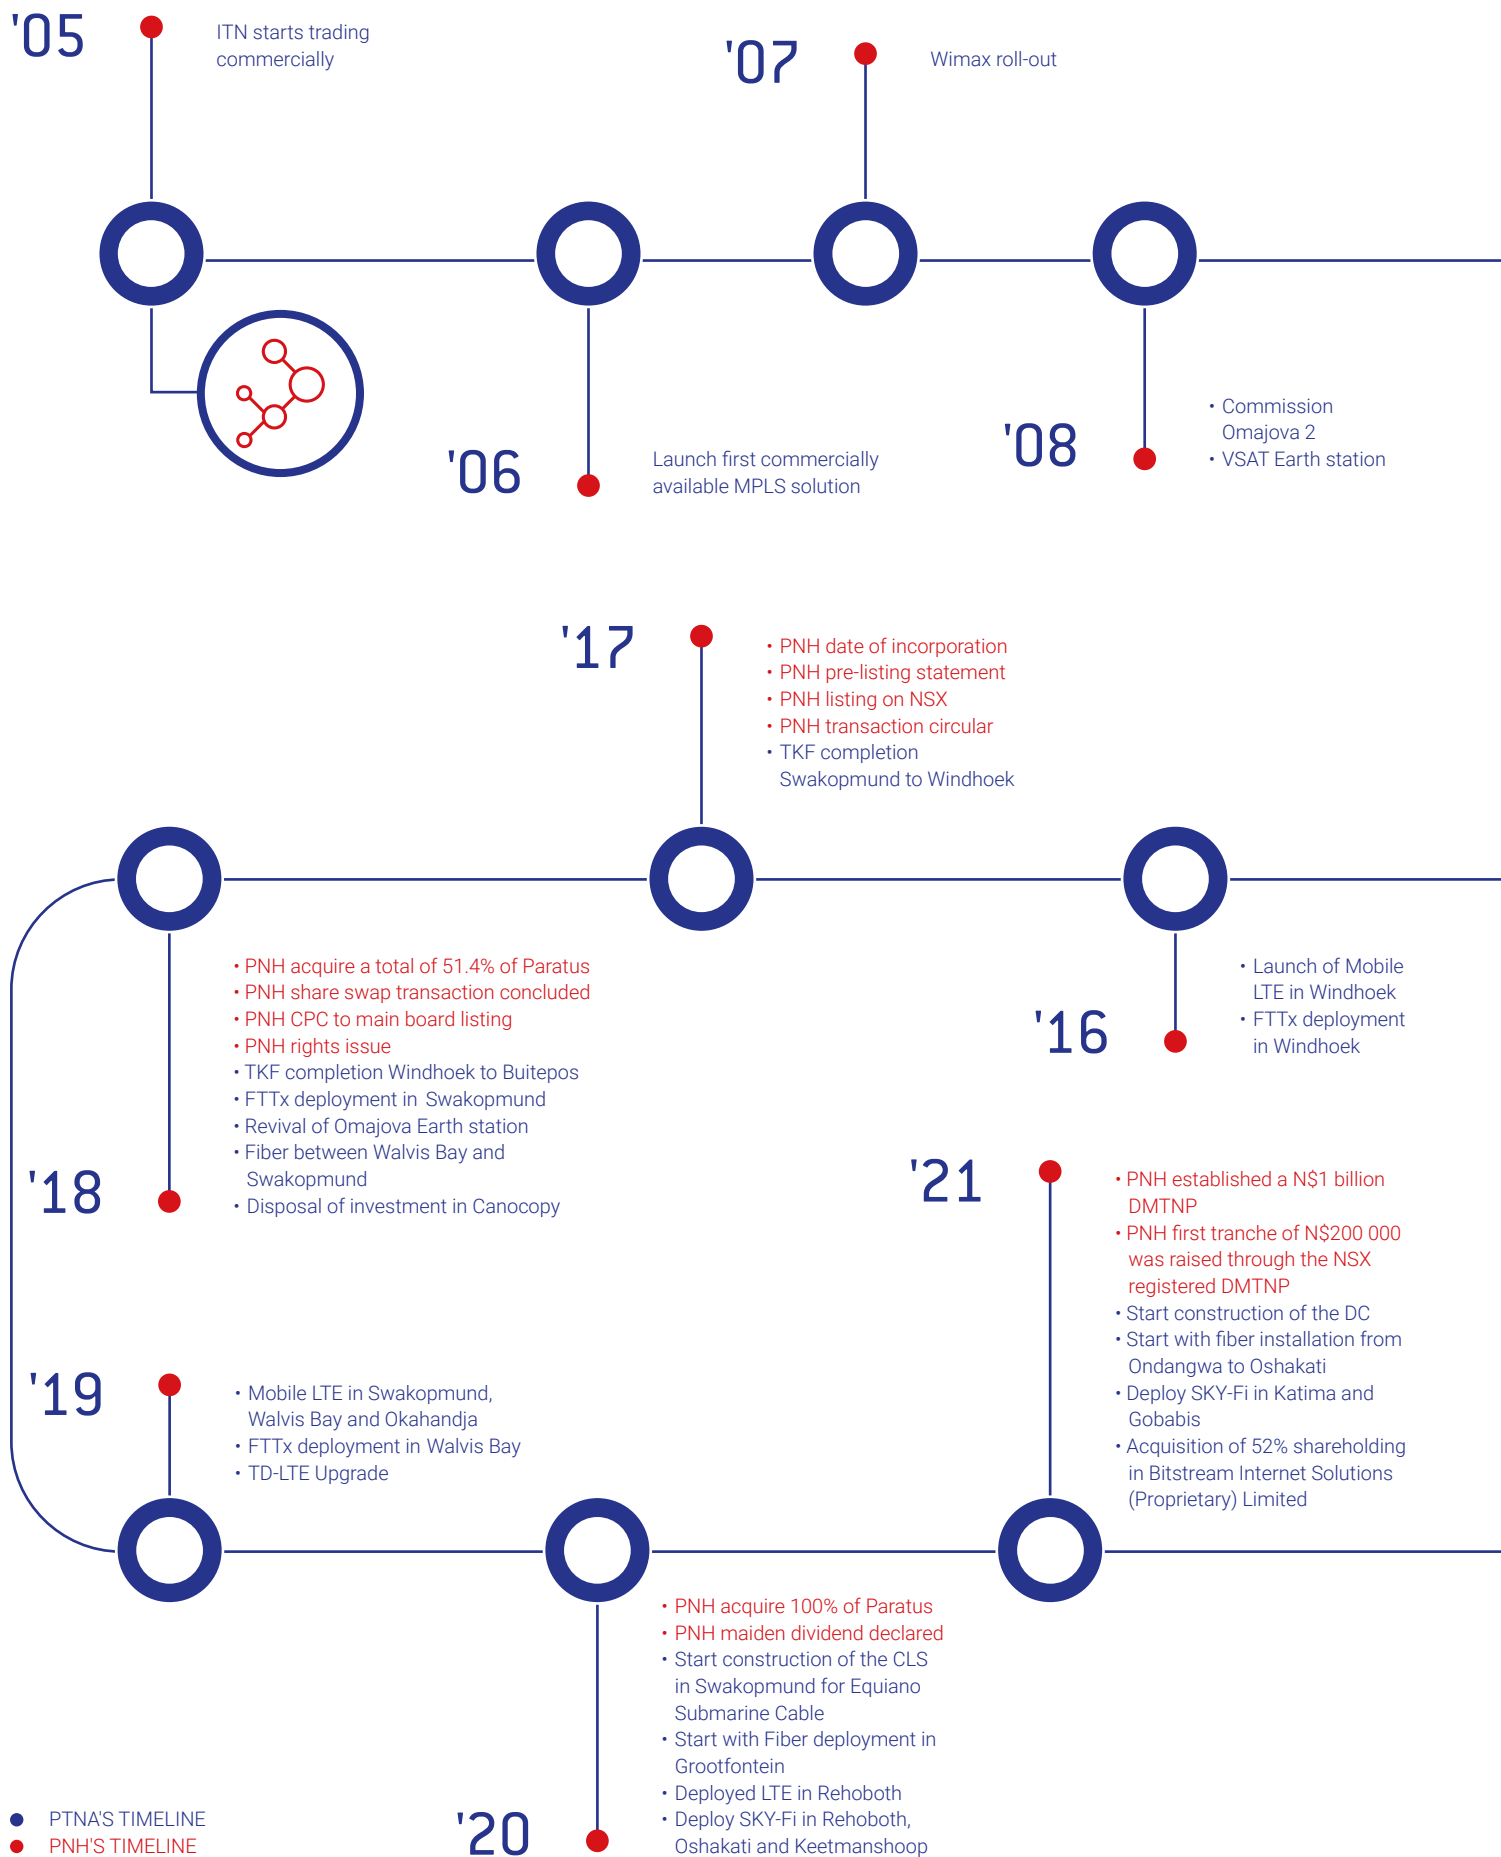 '05
ITN starts trading
commercially
'07
Wimax roll-out
'06
Launch first commercially
available MPLS solution
'08
• Commission
Omajova 2
• VSAT Earth station
'17
• PNH date of incorporation
• PNH pre-listing statement
• PNH listing on NSX
• PNH transaction circular
• TKF completion
Swakopmund to Windhoek
'18
• PNH acquire a total of 51.4% of Paratus
• PNH share swap transaction concluded
• PNH CPC to main board listing
• PNH rights issue
• TKF completion Windhoek to Buitepos
• FTTx deployment in Swakopmund
• Revival of Omajova Earth station
• Fiber between Walvis Bay and
Swakopmund
• Disposal of investment in Canocopy
'16
• Launch of Mobile
LTE in Windhoek
• FTTx deployment
in Windhoek
'21
• PNH established a N$1 billion
DMTNP
• PNH first tranche of N$200 000
was raised through the NSX
registered DMTNP
• Start construction of the DC
• Start with fiber installation from
Ondangwa to Oshakati
• Deploy SKY-Fi in Katima and
Gobabis
• Acquisition of 52% shareholding
in Bitstream Internet Solutions
(Proprietary) Limited
'19
• Mobile LTE in Swakopmund,
Walvis Bay and Okahandja
• FTTx deployment in Walvis Bay
• TD-LTE Upgrade
'20
• PNH acquire 100% of Paratus
• PNH maiden dividend declared
• Start construction of the CLS
in Swakopmund for Equiano
Submarine Cable
• Start with Fiber deployment in
Grootfontein
• Deployed LTE in Rehoboth
• Deploy SKY-Fi in Rehoboth,
Oshakati and Keetmanshoop
PTNA'S TIMELINE
PNH'S TIMELINE